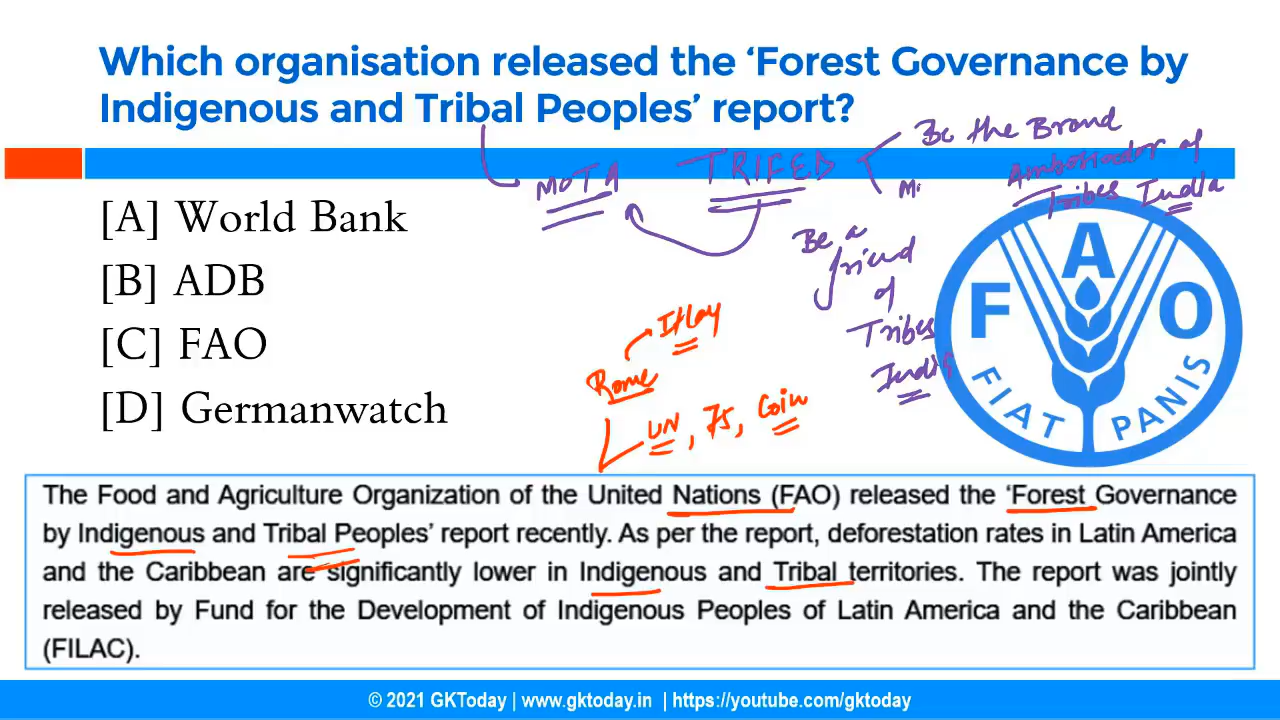 Which organisation released the ‘Forest Governance by
Indigenous and Tribal Peoples’ report?
MOTA
TRIFED
Be the Brand
Ambassador of
Tribes India
M
[A] World Bank
[B] ADB
[C] FAO
[D] Germanwatch
Be a
friend
of
Tribes
India
Itlay
Rome
UN, 75, Coin
F A O
FIAT PANIS
The Food and Agriculture Organization of the United Nations (FAO) released the ‘Forest Governance
by Indigenous and Tribal Peoples’ report recently. As per the report, deforestation rates in Latin America
and the Caribbean are significantly lower in Indigenous and Tribal territories. The report was jointly
released by Fund for the Development of Indigenous Peoples of Latin America and the Caribbean
(FILAC).
© 2021 GKToday | www.gktoday.in | https://youtube.com/gktoday